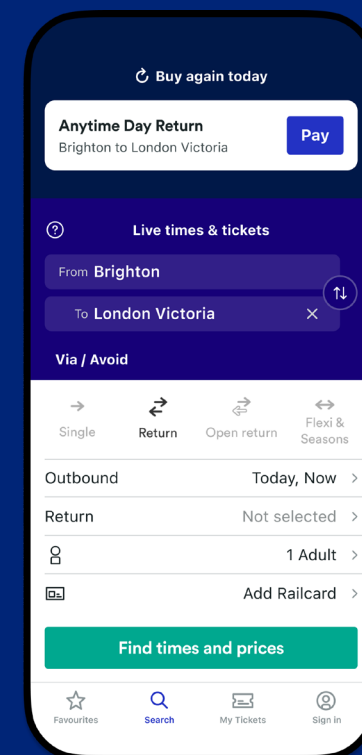 Buy again today
Anytime Day Return
Brighton to London Victoria
Pay
Live times & tickets
From Brighton
To London Victoria
Via / Avoid
Single
Return
Open return
Flexi &
Seasons
Outbound Today, Now
Return Not selected
1 Adult
Add Railcard
Find times and prices
Favourites
Search
My Tickets
Sign in